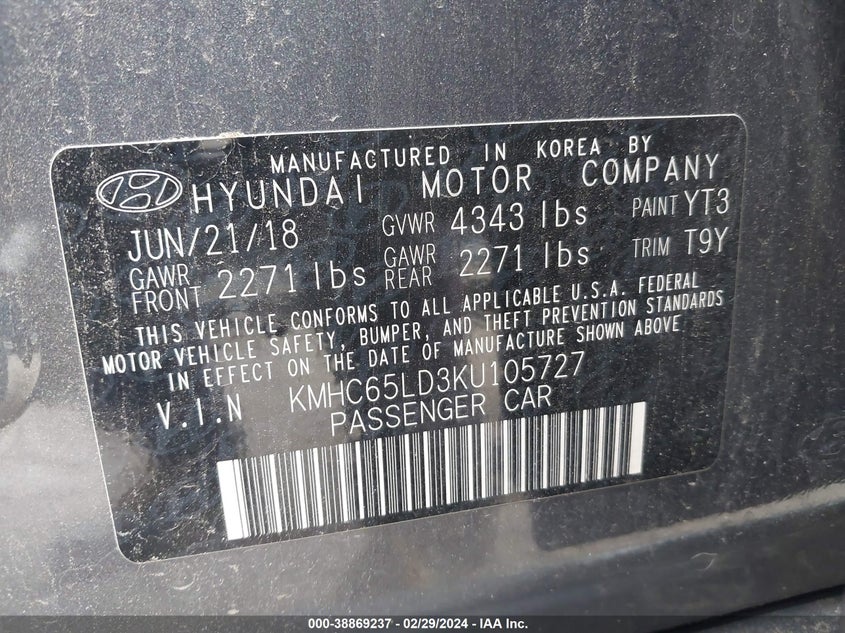 MANUFACTURED IN KOREA BY
HYUNDAI MOTOR COMPANY
JUN/21/18 GVWR 4343 lbs PAINT YT3
GAWR FRONT 2271 lbs GAWR REAR 2271 lbs TRIM T9Y
THIS VEHICLE CONFORMS TO ALL APPLICABLE U.S.A. FEDERAL
MOTOR VEHICLE SAFETY, BUMPER, AND THEFT PREVENTION STANDARDS
IN EFFECT ON THE DATE OF MANUFACTURE SHOWN ABOVE
V.I.N KMHC65LD3KU105727
PASSENGER CAR
000-38869237 - 02/29/2024 - IAA Inc.